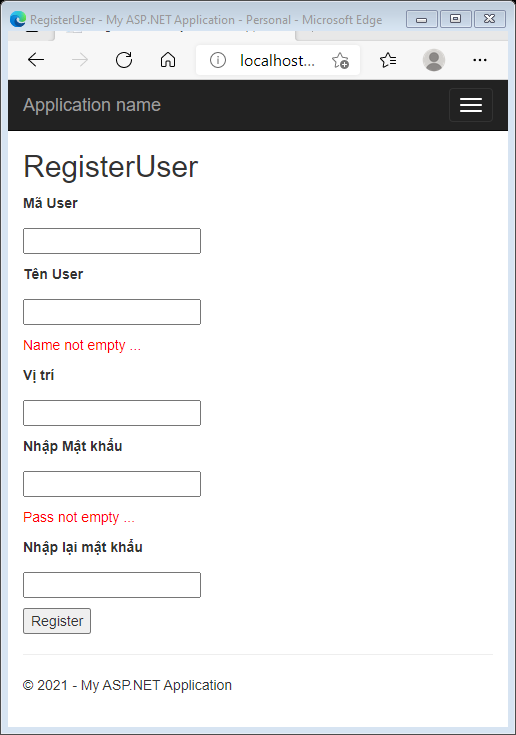 RegisterUser - My ASP.NET Application - Personal - Microsoft Edge
localhost...
Application name
RegisterUser
Mã User
Tên User
Name not empty ...
Vị trí
Nhập Mật khẩu
Pass not empty ...
Nhập lại mật khẩu
Register
© 2021 - My ASP.NET Application